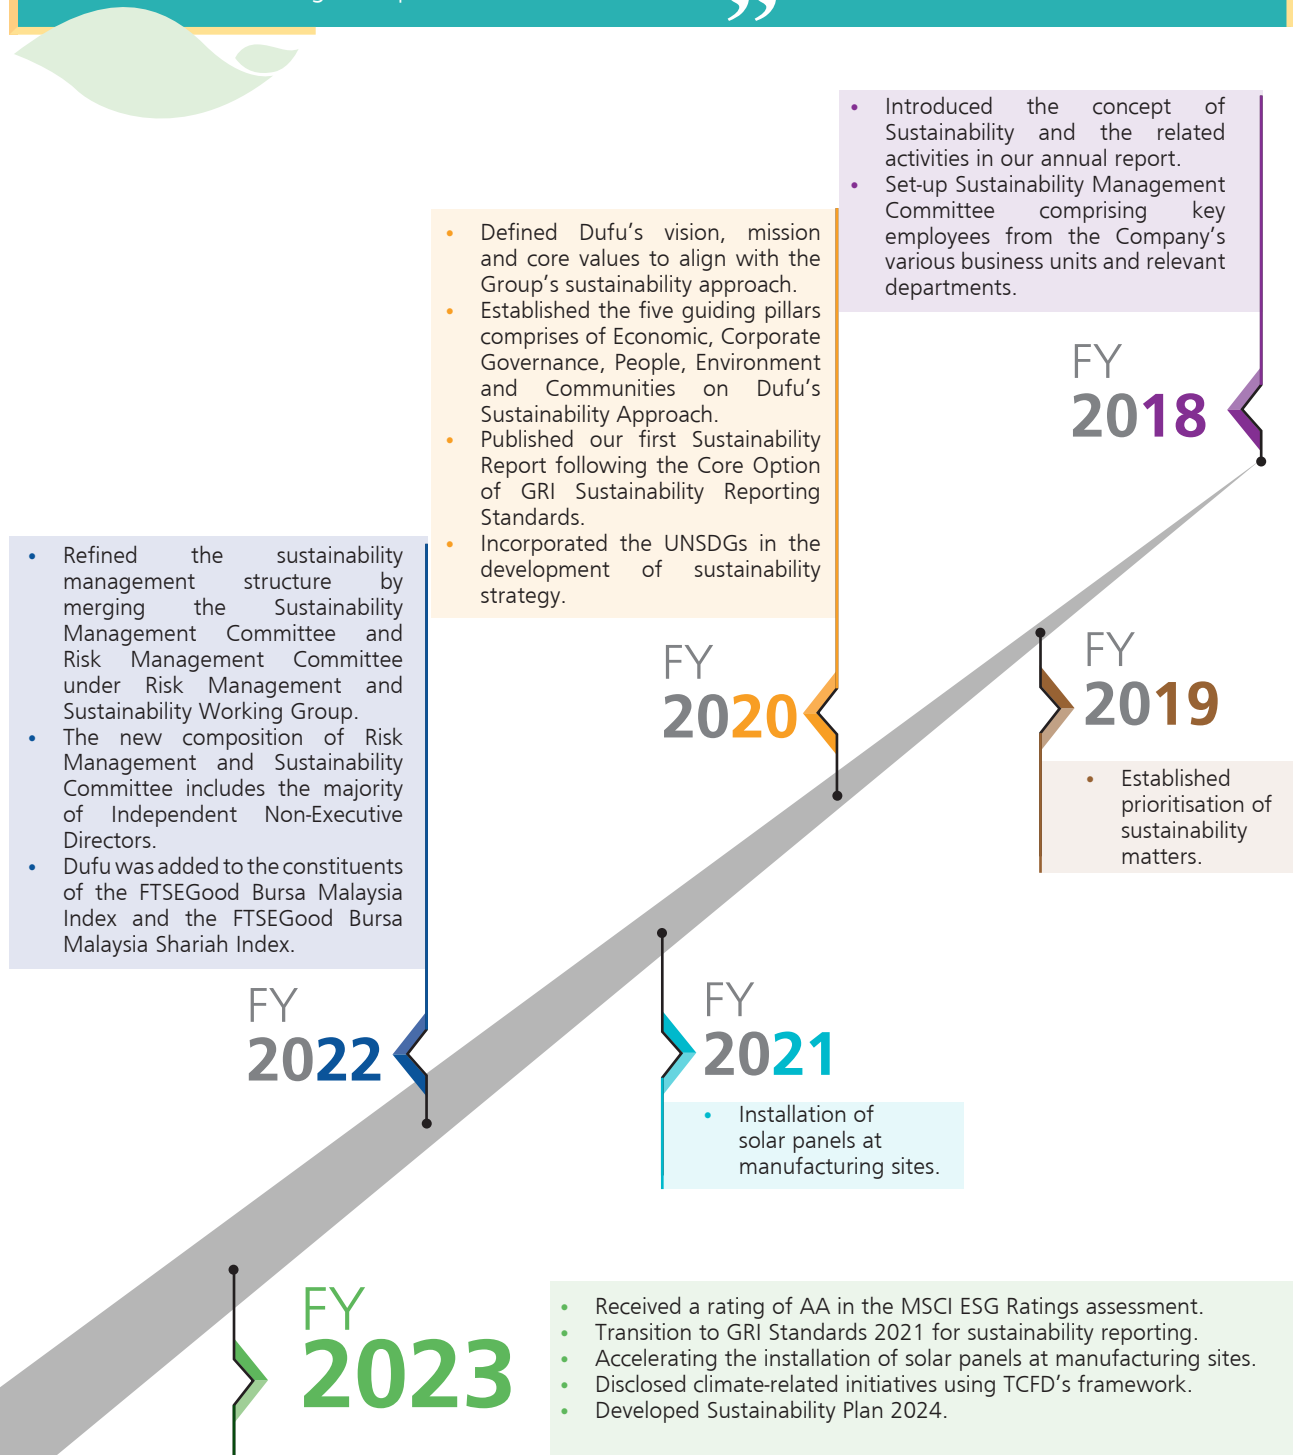 •	Introduced the concept of
Sustainability and the related
activities in our annual report.
•	Set-up Sustainability Management
Committee comprising key
employees from the Company's
various business units and relevant
departments.
FY
2018
•	Defined Dufu's vision, mission
and core values to align with the
Group's sustainability approach.
•	Established the five guiding pillars
comprises of Economic, Corporate
Governance, People, Environment
and Communities on Dufu's
Sustainability Approach.
•	Published our first Sustainability
Report following the Core Option
of GRI Sustainability Reporting
Standards.
•	Incorporated the UNSDGs in the
development of sustainability
strategy.
FY
2020
FY
2019
•	Established
prioritisation of
sustainability
matters.
•	Refined the sustainability
management structure by
merging the Sustainability
Management Committee and
Risk Management Committee
under Risk Management and
Sustainability Working Group.
•	The new composition of Risk
Management and Sustainability
Committee includes the majority
of Independent Non-Executive
Directors.
•	Dufu was added to the constituents
of the FTSEGood Bursa Malaysia
Index and the FTSEGood Bursa
Malaysia Shariah Index.
FY
2022
FY
2021
•	Installation of
solar panels at
manufacturing sites.
FY
2023
•	Received a rating of AA in the MSCI ESG Ratings assessment.
•	Transition to GRI Standards 2021 for sustainability reporting.
•	Accelerating the installation of solar panels at manufacturing sites.
•	Disclosed climate-related initiatives using TCFD's framework.
•	Developed Sustainability Plan 2024.